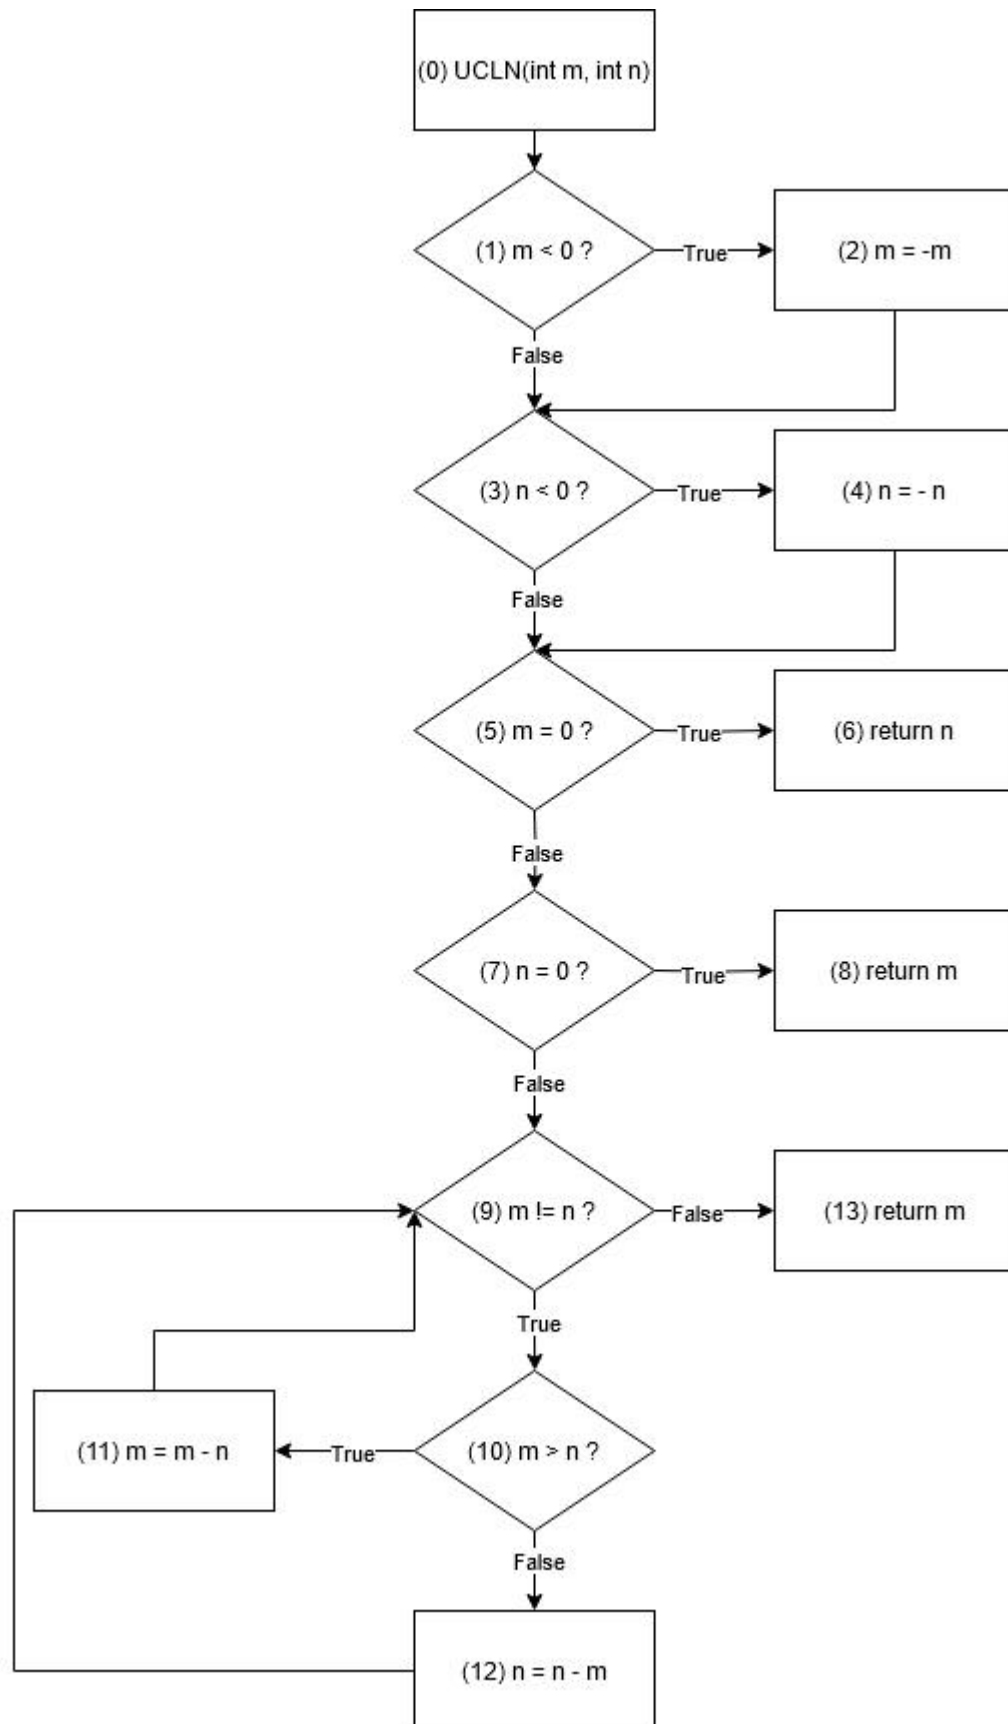 (0) UCLN(int m, int n)
(1) m < 0 ?
True
(2) m = -m
False
(3) n < 0 ?
True
(4) n = - n
False
(5) m = 0 ?
True
(6) return n
False
(7) n = 0 ?
True
(8) return m
False
(9) m != n ?
False
(13) return m
True
(11) m = m - n
True
(10) m > n ?
False
(12) n = n - m